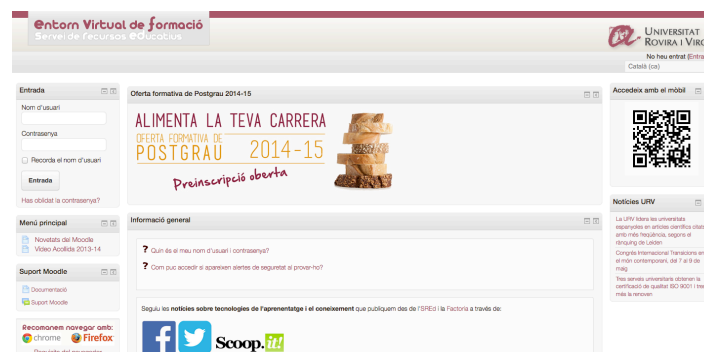 entorn Virtual de formació
Servei de recursos educatius
UNIVERSITAT
ROVIRA I VIRG
No heu entrat (Entra
Català (ca)
Entrada
Nom d'usuari
Contrasenya
Recorda el nom d'usuari
Entrada
Has oblidat la contrasenya?
Menú principal
Novetats del Moodle
Vídeo Acollida 2013-14
Suport Moodle
Documentació
Suport Moodle
Recomanem navegar amb:
chrome Firefox
Requisits del navegador
Oferta formativa de Postgrau 2014-15
ALIMENTA LA TEVA CARRERA
OFERTA FORMATIVA DE
POSTGRAU 2014-15
Preinscripció oberta
Informació general
? Quin és el meu nom d'usuari i contrasenya?
? Com puc accedir si apareixen alertes de seguretat al provar-ho?
Seguiu les notícies sobre tecnologies de l'aprenentatge i el coneixement que publiquem des de l'SREd i la Factoria a través de:
Scoop.it!
Accedeix amb el mòbil
Notícies URV
La URV lidera les universitats
espanyoles en articles científics citats
amb més freqüència, segons el
rànquing de Leiden
Congrés Internacional Transicions en
el món contemporani, del 7 al 9 de
maig
Tres serveis universitaris obtenen la
certificació de qualitat ISO 9001 i tres
més la renoven